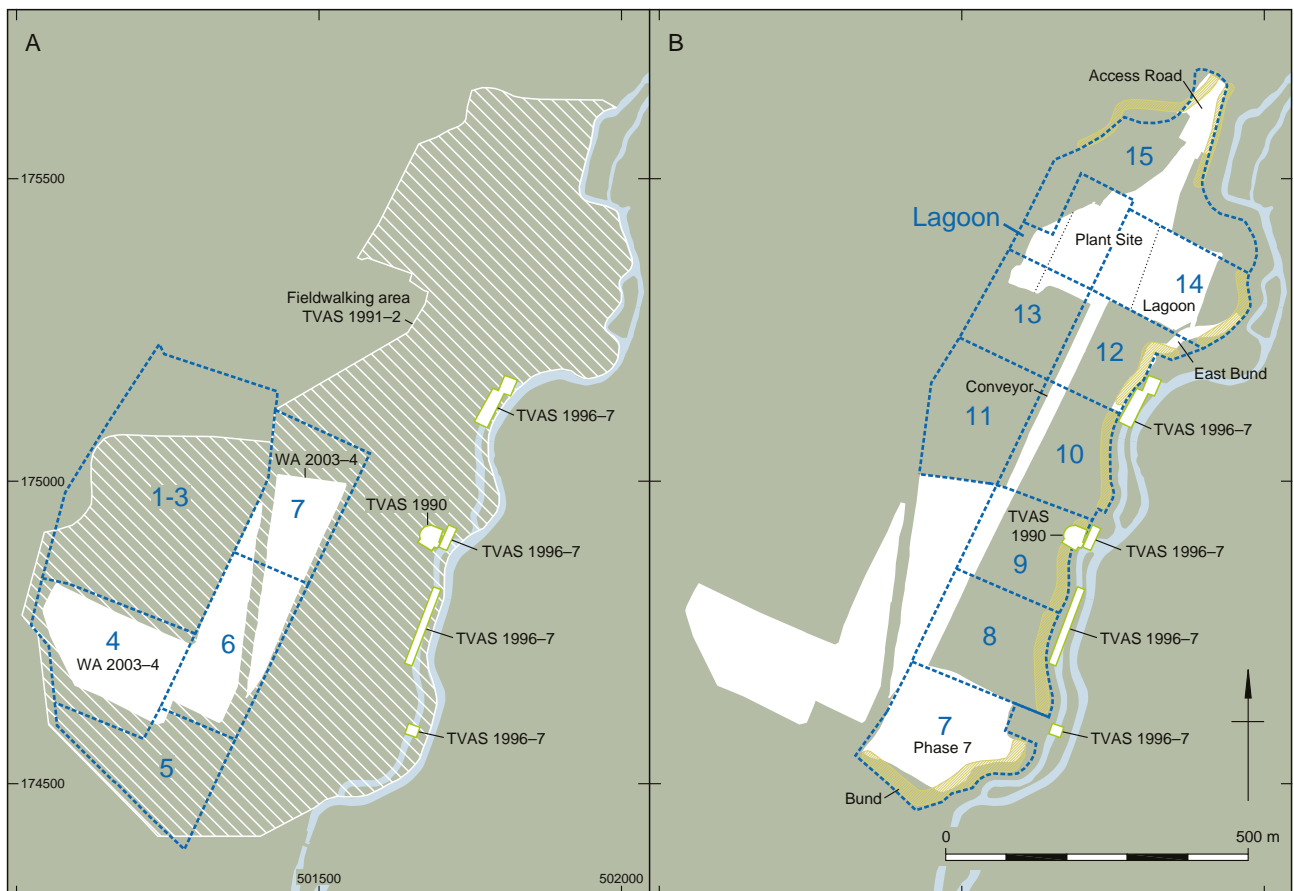 A
175500
Fieldwalking area
TVAS 1991–2
TVAS 1996–7
WA 2003–4
1-3
7
175000
TVAS 1990
TVAS 1996–7
4
6
WA 2003–4
TVAS 1996–7
TVAS 1996–7
5
174500
501500
502000
B
Access Road
15
Lagoon
Plant Site
14
Lagoon
13
12
East Bund
Conveyor
11
TVAS 1996–7
10
TVAS
1990
TVAS 1996–7
9
8
TVAS 1996–7
7
TVAS 1996–7
Phase 7
Bund
0
500 m